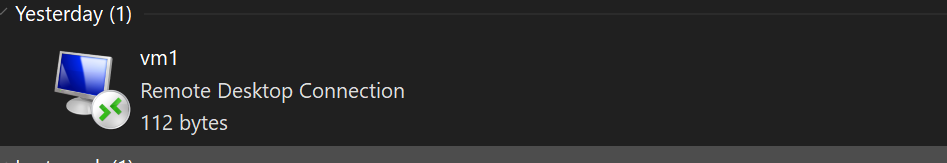 Yesterday (1)
vm1
Remote Desktop Connection
112 bytes